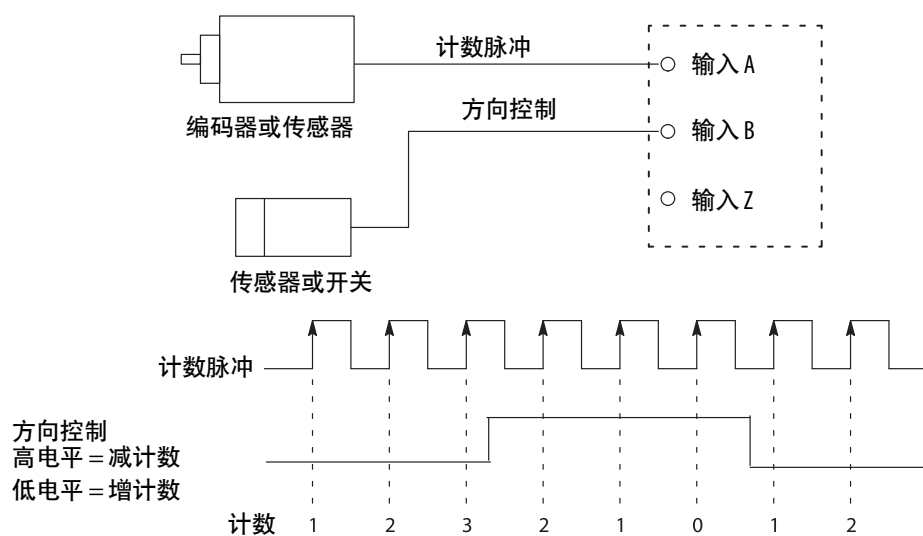 计数脉冲
输入 A
方向控制
编码器或传感器
输入 B
输入 Z
传感器或开关
计数脉冲
方向控制
高电平 = 减计数
低电平 = 增计数
计数 1 2 3 2 1 0 1 2